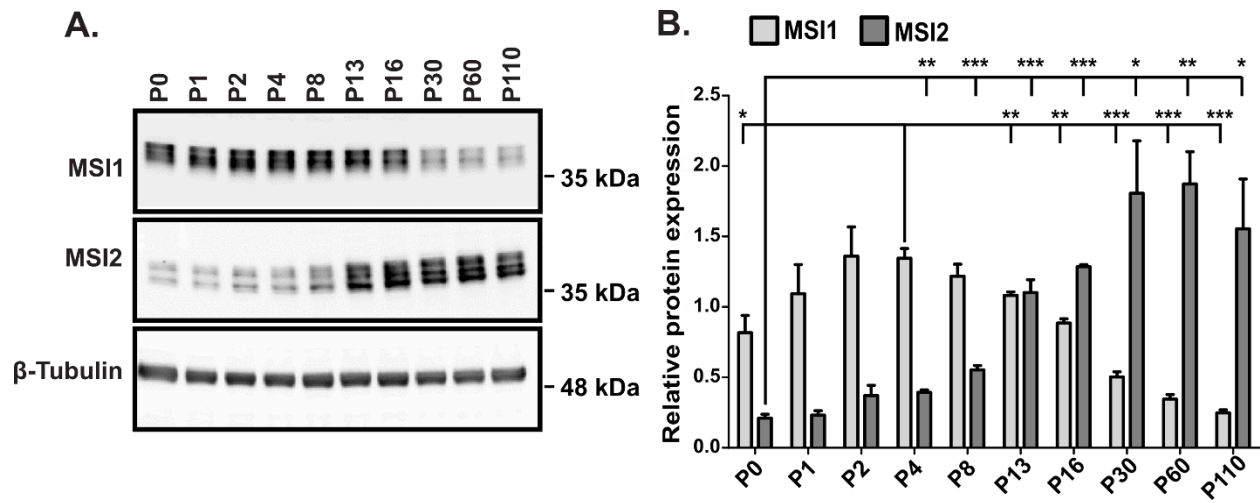 A.
P0 P1 P2 P4 P8 P13 P16 P30 P60 P110
MSI1
35 kDa
MSI2
35 kDa
β-Tubulin
48 kDa
B.
MSI1 MSI2
** *** *** *** * ** *
* ** ** *** *** ***
Relative protein expression
2.5
2.0
1.5
1.0
0.5
0.0
P0 P1 P2 P4 P8 P13 P16 P30 P60 P110